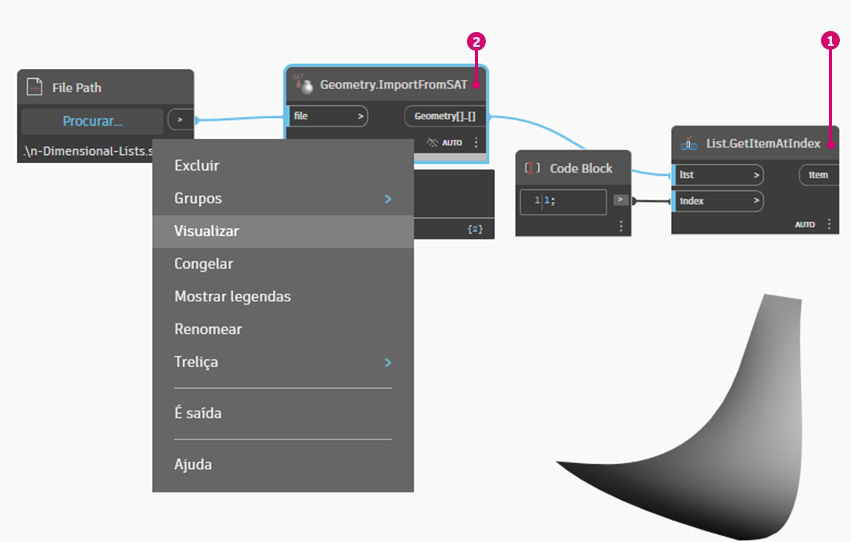 1
2
File Path
Geometry.ImportFromSAT
Procurar...
>
file >
Geometry[]..[]
.\n-Dimensional-Lists.s
AUTO
List.GetItemAtIndex
Code Block
list >
item
1 1;
>
index >
AUTO
{2}
Excluir
Grupos >
Visualizar
Congelar
Mostrar legendas
Renomear
Treliça >
É saída
Ajuda